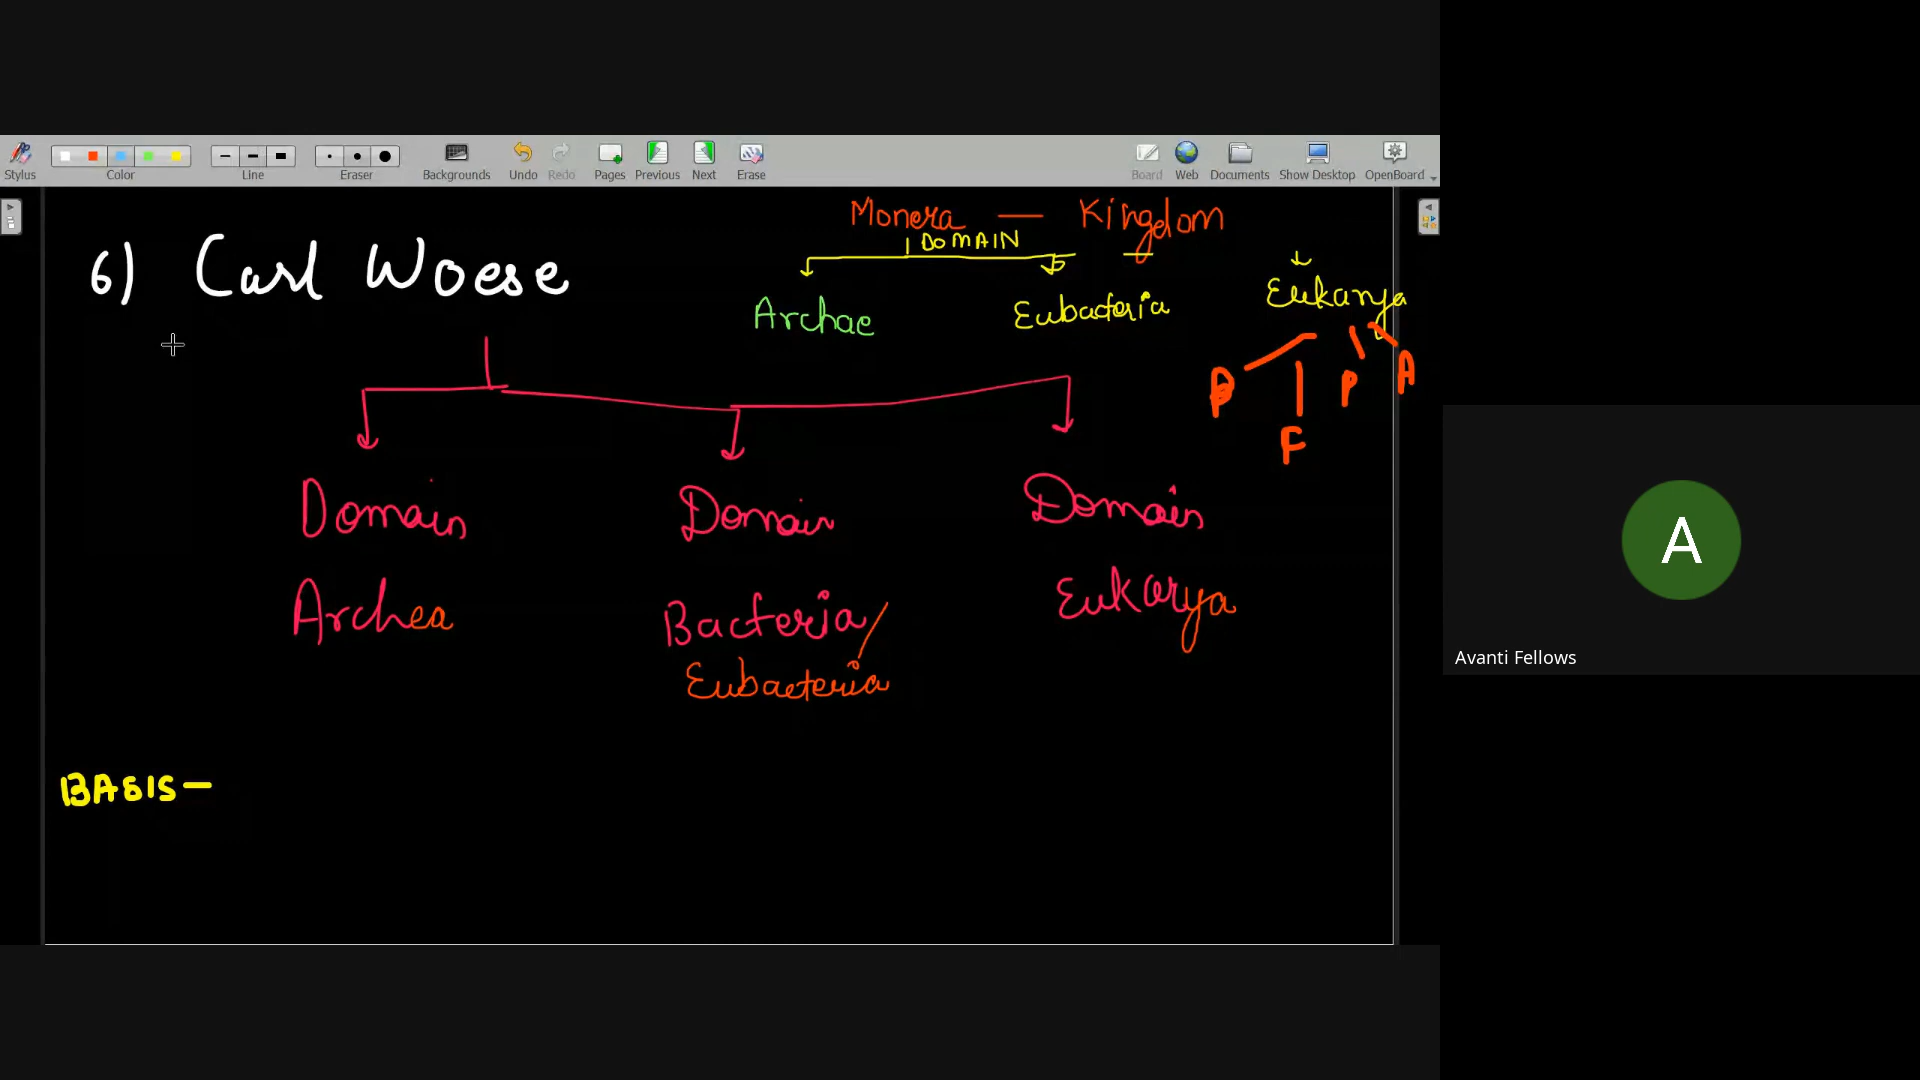 Stylus
Color
Line
Eraser
Backgrounds
Undo
Redo
Pages
Previous
Next
Erase
Board
Web
Documents
Show Desktop
OpenBoard
Monera — Kingdom
DOMAIN
6) Carl Woese
Archae
Eubacteria
Eukarya
P
F
P
A
Domain
Domain
Domain
Archea
Bacteria/
Eukarya
Eubacteria
BASIS —
A
Avanti Fellows